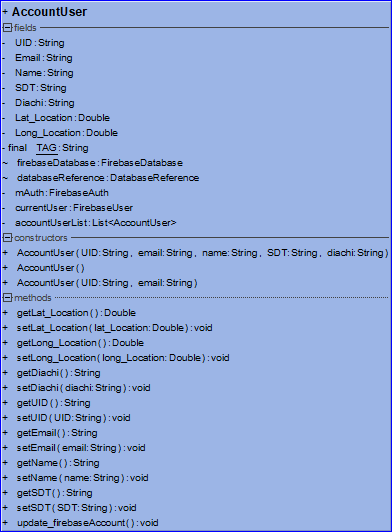 + AccountUser
fields
- UID : String
- Email : String
- Name : String
- SDT : String
- Diachi : String
- Lat_Location : Double
- Long_Location : Double
- final TAG : String
~ firebaseDatabase : FirebaseDatabase
~ databaseReference : DatabaseReference
- mAuth : FirebaseAuth
- currentUser : FirebaseUser
- accountUserList : List<AccountUser>
constructors
+ AccountUser( UID:String, email:String, name:String, SDT:String, diachi:String )
+ AccountUser( )
+ AccountUser( UID:String, email:String )
methods
+ getLat_Location( ) : Double
+ setLat_Location( lat_Location:Double ) : void
+ getLong_Location( ) : Double
+ setLong_Location( long_Location:Double ) : void
+ getDiachi( ) : String
+ setDiachi( diachi:String ) : void
+ getUID( ) : String
+ setUID( UID:String ) : void
+ getEmail( ) : String
+ setEmail( email:String ) : void
+ getName( ) : String
+ setName( name:String ) : void
+ getSDT( ) : String
+ setSDT( SDT:String ) : void
+ update_firebaseAccount( ) : void